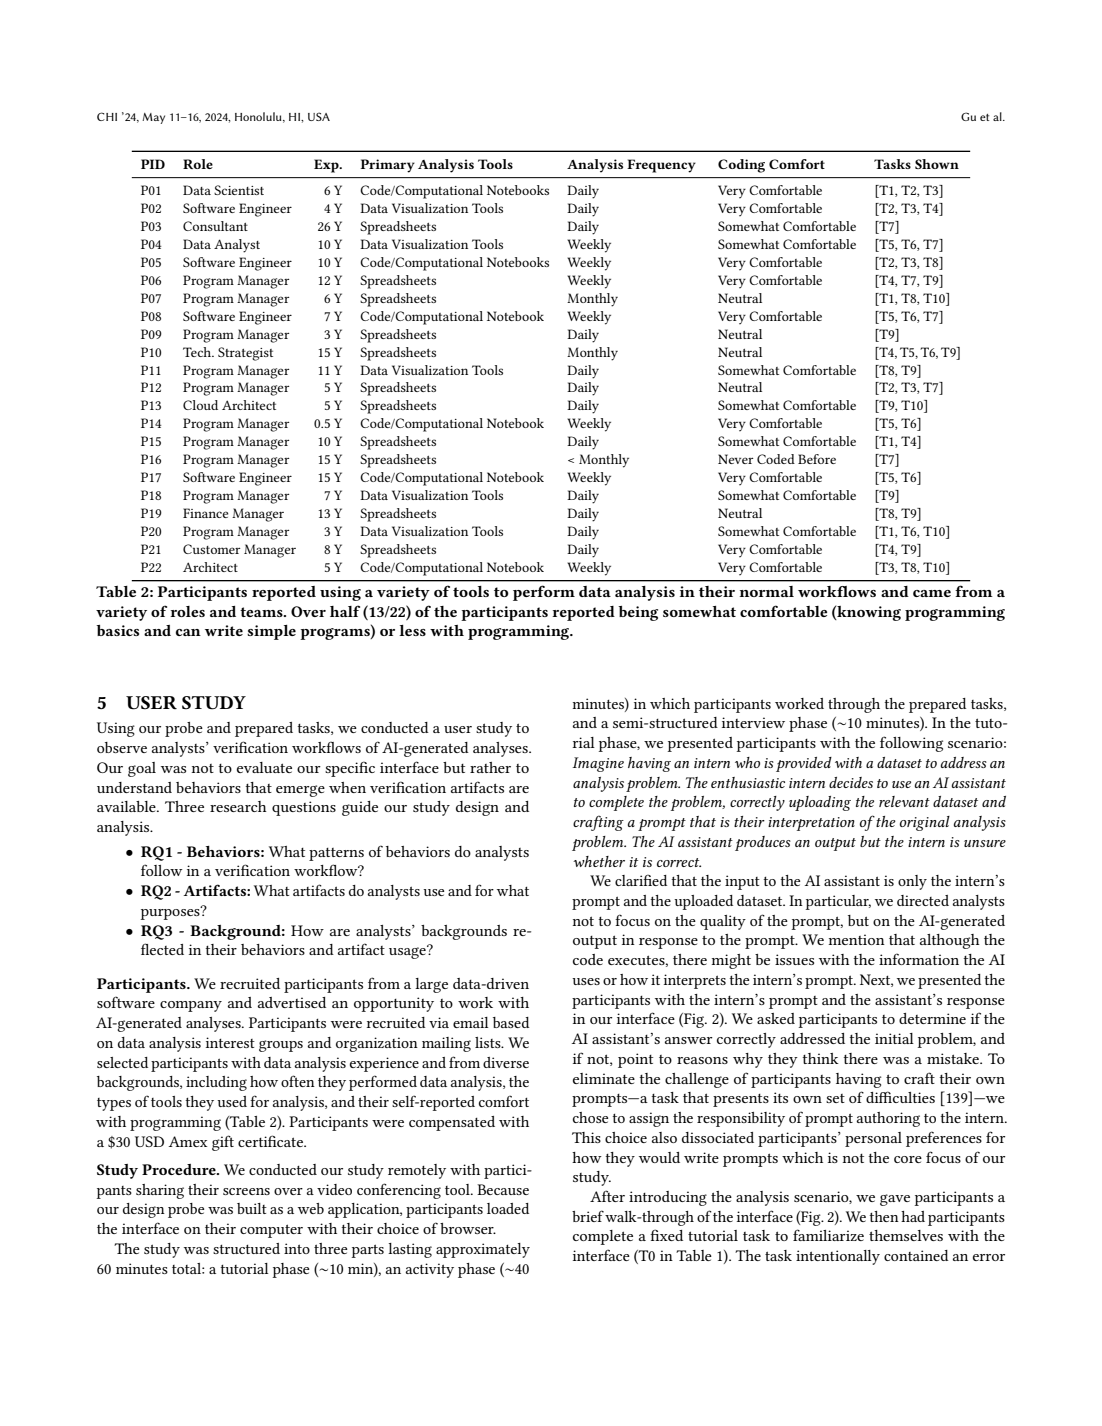 CHI '24, May 11–16, 2024, Honolulu, HI, USA
Gu et al.
PID Role Exp. Primary Analysis Tools Analysis Frequency Coding Comfort Tasks Shown
P01 Data Scientist 6 Y Code/Computational Notebooks Daily Very Comfortable [T1, T2, T3]
P02 Software Engineer 4 Y Data Visualization Tools Daily Very Comfortable [T2, T3, T4]
P03 Consultant 26 Y Spreadsheets Daily Somewhat Comfortable [T7]
P04 Data Analyst 10 Y Data Visualization Tools Weekly Somewhat Comfortable [T5, T6, T7]
P05 Software Engineer 10 Y Code/Computational Notebooks Weekly Very Comfortable [T2, T3, T8]
P06 Program Manager 12 Y Spreadsheets Weekly Very Comfortable [T4, T7, T9]
P07 Program Manager 6 Y Spreadsheets Monthly Neutral [T1, T8, T10]
P08 Software Engineer 7 Y Code/Computational Notebook Weekly Very Comfortable [T5, T6, T7]
P09 Program Manager 3 Y Spreadsheets Daily Neutral [T9]
P10 Tech. Strategist 15 Y Spreadsheets Monthly Neutral [T4, T5, T6, T9]
P11 Program Manager 11 Y Data Visualization Tools Daily Somewhat Comfortable [T8, T9]
P12 Program Manager 5 Y Spreadsheets Daily Neutral [T2, T3, T7]
P13 Cloud Architect 5 Y Spreadsheets Daily Somewhat Comfortable [T9, T10]
P14 Program Manager 0.5 Y Code/Computational Notebook Weekly Very Comfortable [T5, T6]
P15 Program Manager 10 Y Spreadsheets Daily Somewhat Comfortable [T1, T4]
P16 Program Manager 15 Y Spreadsheets < Monthly Never Coded Before [T7]
P17 Software Engineer 15 Y Code/Computational Notebook Weekly Very Comfortable [T5, T6]
P18 Program Manager 7 Y Data Visualization Tools Daily Somewhat Comfortable [T9]
P19 Finance Manager 13 Y Spreadsheets Daily Neutral [T8, T9]
P20 Program Manager 3 Y Data Visualization Tools Daily Somewhat Comfortable [T1, T6, T10]
P21 Customer Manager 8 Y Spreadsheets Daily Very Comfortable [T4, T9]
P22 Architect 5 Y Code/Computational Notebook Weekly Very Comfortable [T3, T8, T10]
Table 2: Participants reported using a variety of tools to perform data analysis in their normal workflows and came from a
variety of roles and teams. Over half (13/22) of the participants reported being somewhat comfortable (knowing programming
basics and can write simple programs) or less with programming.
5 USER STUDY
Using our probe and prepared tasks, we conducted a user study to
observe analysts' verification workflows of AI-generated analyses.
Our goal was not to evaluate our specific interface but rather to
understand behaviors that emerge when verification artifacts are
available. Three research questions guide our study design and
analysis.
• RQ1 - Behaviors: What patterns of behaviors do analysts
follow in a verification workflow?
• RQ2 - Artifacts: What artifacts do analysts use and for what
purposes?
• RQ3 - Background: How are analysts' backgrounds re-
flected in their behaviors and artifact usage?
Participants. We recruited participants from a large data-driven
software company and advertised an opportunity to work with
AI-generated analyses. Participants were recruited via email based
on data analysis interest groups and organization mailing lists. We
selected participants with data analysis experience and from diverse
backgrounds, including how often they performed data analysis, the
types of tools they used for analysis, and their self-reported comfort
with programming (Table 2). Participants were compensated with
a $30 USD Amex gift certificate.
Study Procedure. We conducted our study remotely with partici-
pants sharing their screens over a video conferencing tool. Because
our design probe was built as a web application, participants loaded
the interface on their computer with their choice of browser.
The study was structured into three parts lasting approximately
60 minutes total: a tutorial phase (~10 min), an activity phase (~40
minutes) in which participants worked through the prepared tasks,
and a semi-structured interview phase (~10 minutes). In the tuto-
rial phase, we presented participants with the following scenario:
Imagine having an intern who is provided with a dataset to address an
analysis problem. The enthusiastic intern decides to use an AI assistant
to complete the problem, correctly uploading the relevant dataset and
crafting a prompt that is their interpretation of the original analysis
problem. The AI assistant produces an output but the intern is unsure
whether it is correct.
We clarified that the input to the AI assistant is only the intern's
prompt and the uploaded dataset. In particular, we directed analysts
not to focus on the quality of the prompt, but on the AI-generated
output in response to the prompt. We mention that although the
code executes, there might be issues with the information the AI
uses or how it interprets the intern's prompt. Next, we presented the
participants with the intern's prompt and the assistant's response
in our interface (Fig. 2). We asked participants to determine if the
AI assistant's answer correctly addressed the initial problem, and
if not, point to reasons why they think there was a mistake. To
eliminate the challenge of participants having to craft their own
prompts—a task that presents its own set of difficulties [139]—we
chose to assign the responsibility of prompt authoring to the intern.
This choice also dissociated participants' personal preferences for
how they would write prompts which is not the core focus of our
study.
After introducing the analysis scenario, we gave participants a
brief walk-through of the interface (Fig. 2). We then had participants
complete a fixed tutorial task to familiarize themselves with the
interface (T0 in Table 1). The task intentionally contained an error